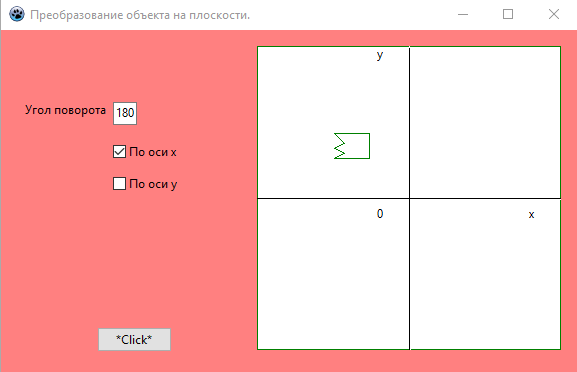 Преобразование объекта на плоскости.
y
Угол поворота 180
По оси x
По оси y
0
x
*Click*